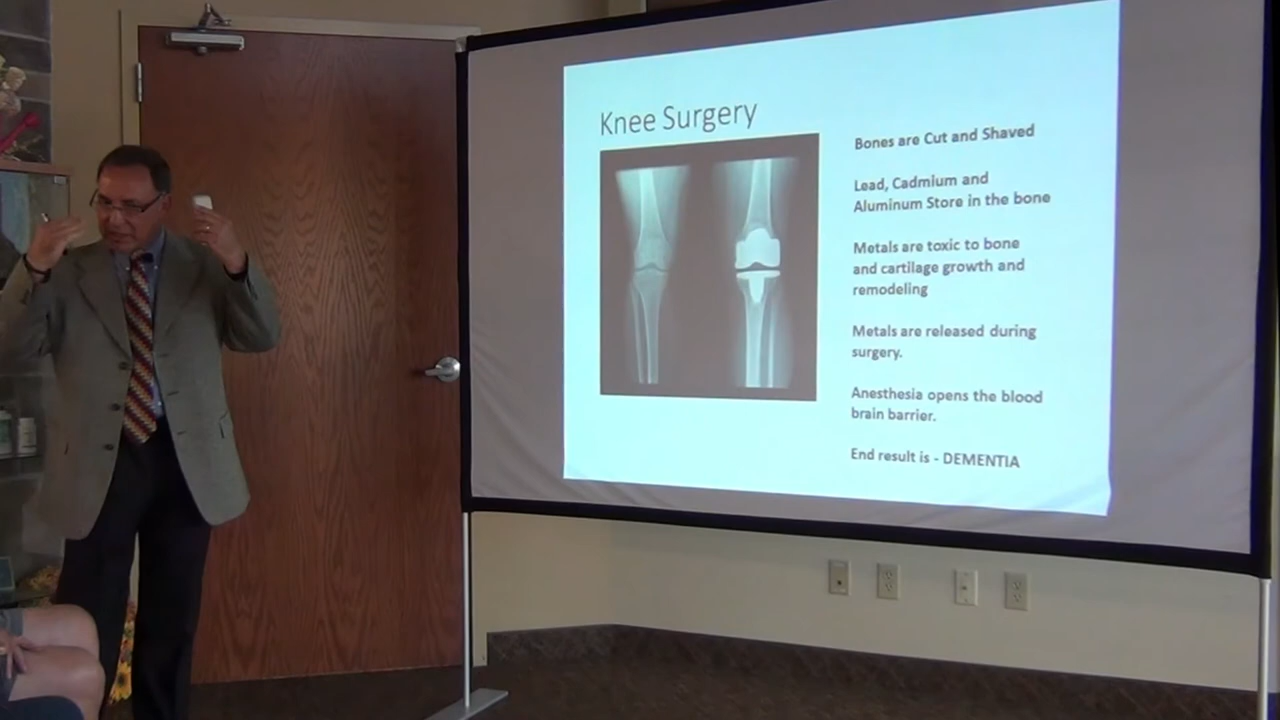 Knee Surgery
Bones are Cut and Shaved
Lead, Cadmium and
Aluminum Store in the bone
Metals are toxic to bone
and cartilage growth and
remodeling
Metals are released during
surgery.
Anesthesia opens the blood
brain barrier.
End result is - DEMENTIA